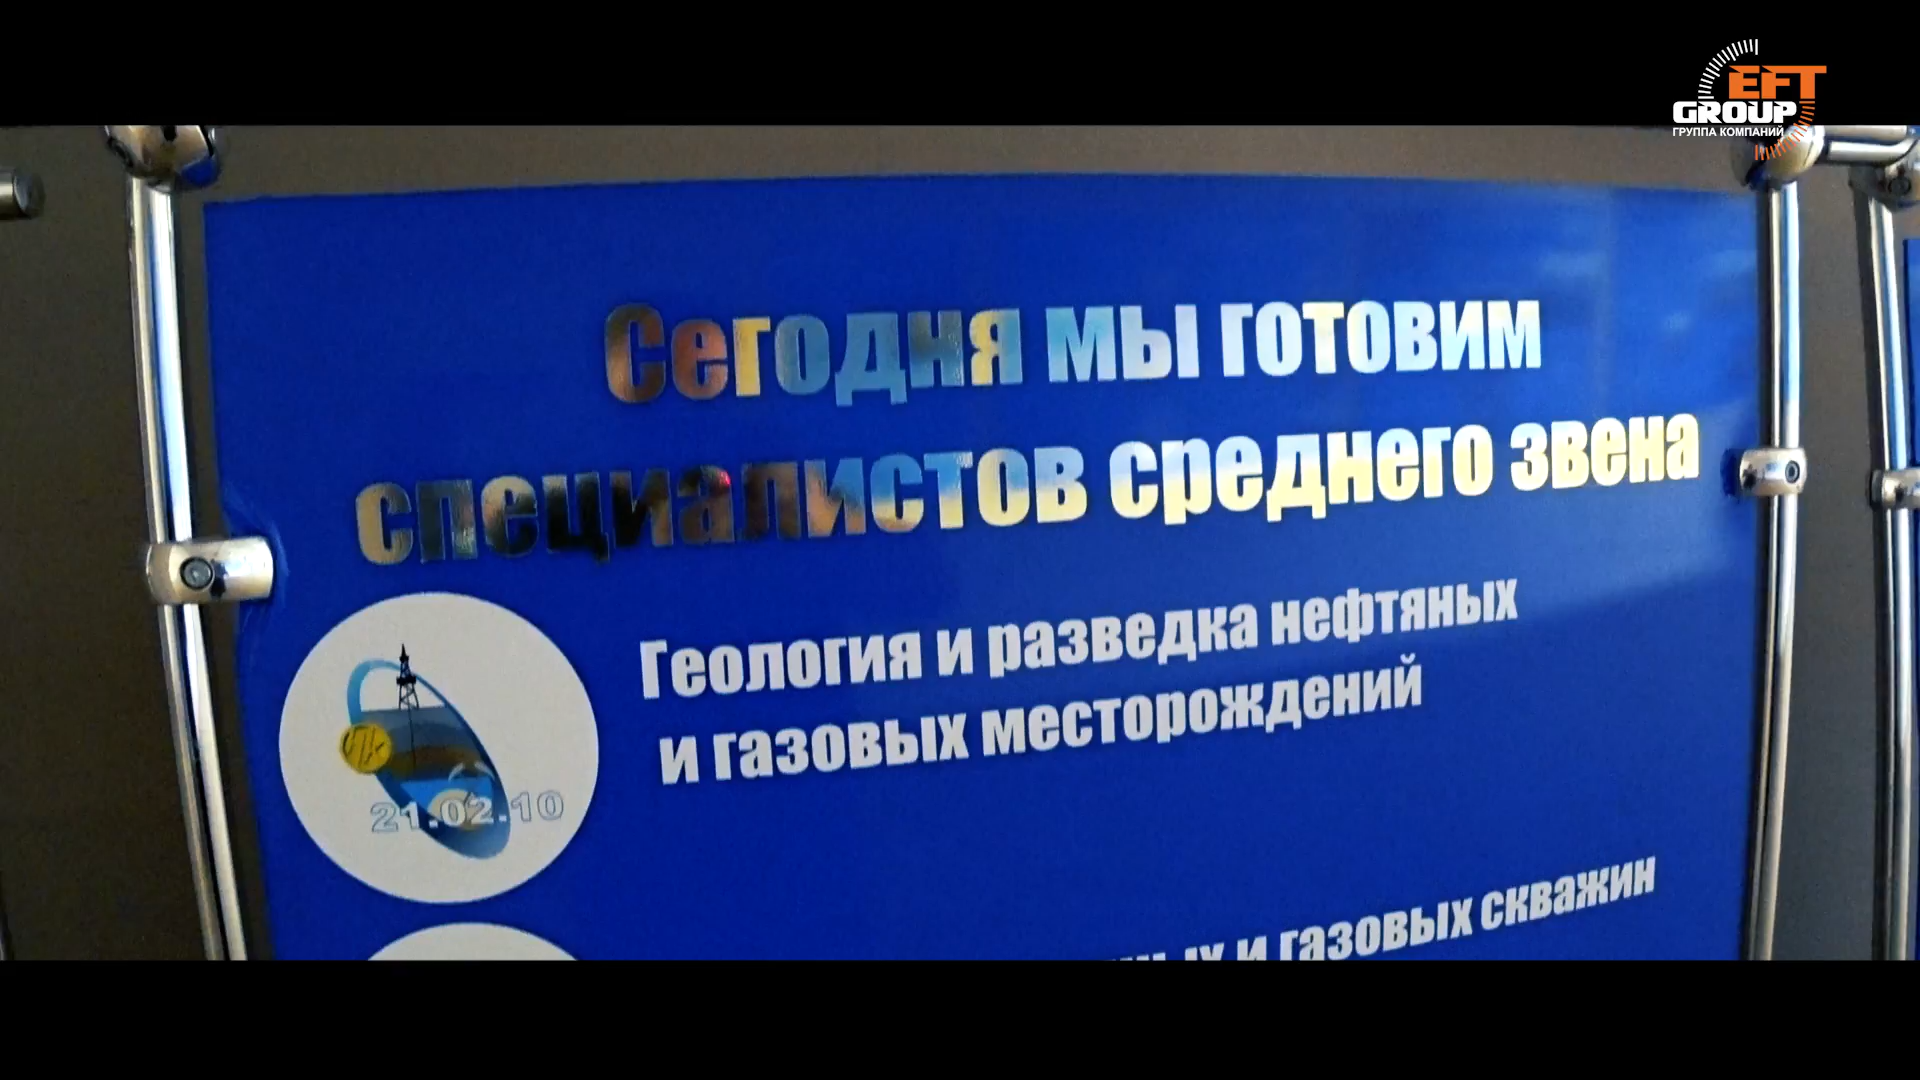 EFT
GROUP
ГРУППА КОМПАНИЙ
Сегодня мы готовим
специалистов среднего звена
Геология и разведка нефтяных
и газовых месторождений
21.02.10
и газовых скважин